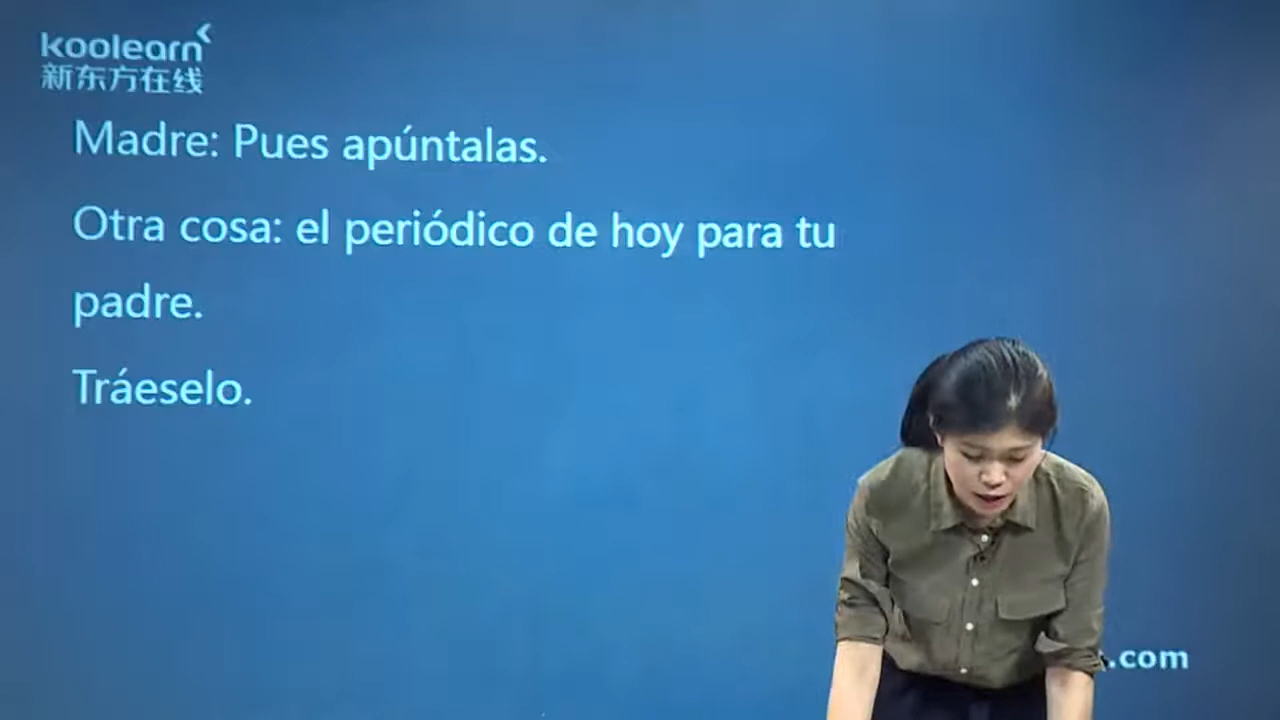 koolearn
新东方在线
Madre: Pues apúntalas.
Otra cosa: el periódico de hoy para tu
padre.
Tráeselo.
.com